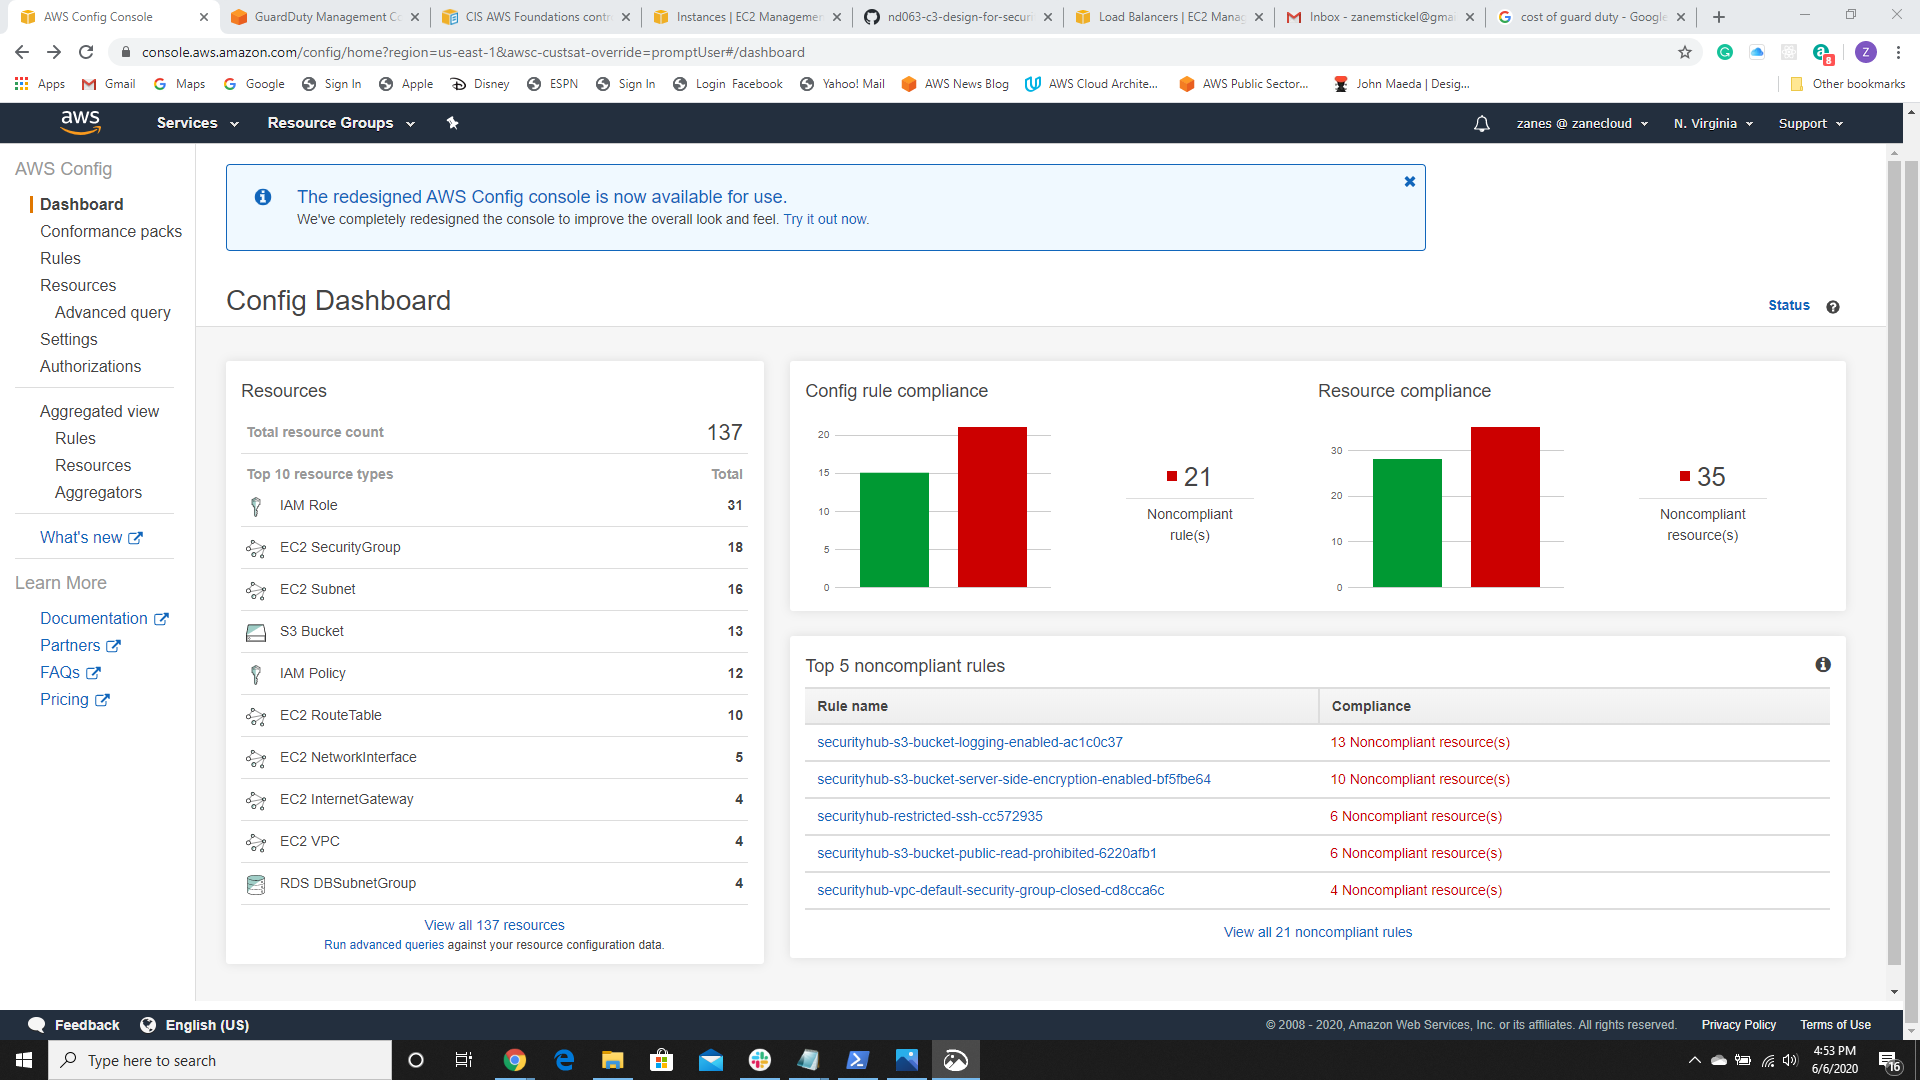 AWS Config Console
GuardDuty Management Co
CIS AWS Foundations contr
Instances | EC2 Managemen
nd063-c3-design-for-securi
Load Balancers | EC2 Manag
Inbox - zanemstickel@gmai
cost of guard duty - Google
console.aws.amazon.com/config/home?region=us-east-1&awsc-custsat-override=promptUser#/dashboard
8
Z
Apps
Gmail
Maps
Google
Sign In
Apple
Disney
ESPN
Sign In
Login Facebook
Yahoo! Mail
AWS News Blog
AWS Cloud Archite...
AWS Public Sector...
John Maeda | Desig...
Other bookmarks
aws
Services
Resource Groups
zanes @ zanecloud
N. Virginia
Support
AWS Config
Dashboard
Conformance packs
Rules
Resources
Advanced query
Settings
Authorizations
Aggregated view
Rules
Resources
Aggregators
What's new
Learn More
Documentation
Partners
FAQs
Pricing
The redesigned AWS Config console is now available for use.
We've completely redesigned the console to improve the overall look and feel. Try it out now.
Config Dashboard
Status
Resources
Total resource count 137
Top 10 resource types Total
IAM Role 31
EC2 SecurityGroup 18
EC2 Subnet 16
S3 Bucket 13
IAM Policy 12
EC2 RouteTable 10
EC2 NetworkInterface 5
EC2 InternetGateway 4
EC2 VPC 4
RDS DBSubnetGroup 4
View all 137 resources
Run advanced queries against your resource configuration data.
Config rule compliance
20
15
10
5
0
21
Noncompliant
rule(s)
Resource compliance
30
20
10
0
35
Noncompliant
resource(s)
Top 5 noncompliant rules
Rule name Compliance
securityhub-s3-bucket-logging-enabled-ac1c0c37 13 Noncompliant resource(s)
securityhub-s3-bucket-server-side-encryption-enabled-bf5fbe64 10 Noncompliant resource(s)
securityhub-restricted-ssh-cc572935 6 Noncompliant resource(s)
securityhub-s3-bucket-public-read-prohibited-6220afb1 6 Noncompliant resource(s)
securityhub-vpc-default-security-group-closed-cd8cca6c 4 Noncompliant resource(s)
View all 21 noncompliant rules
Feedback
English (US)
© 2008 - 2020, Amazon Web Services, Inc. or its affiliates. All rights reserved.
Privacy Policy
Terms of Use
Type here to search
4:53 PM
6/6/2020
16